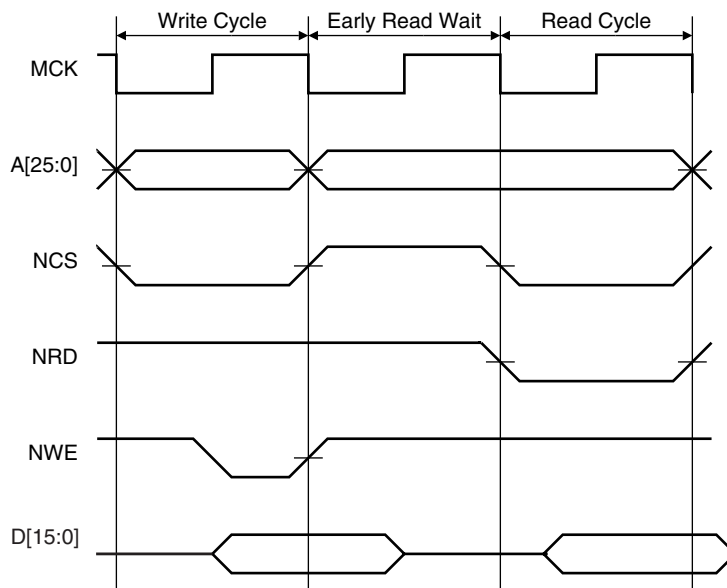 Write Cycle Early Read Wait Read Cycle
MCK
A[25:0]
NCS
NRD
NWE
D[15:0]